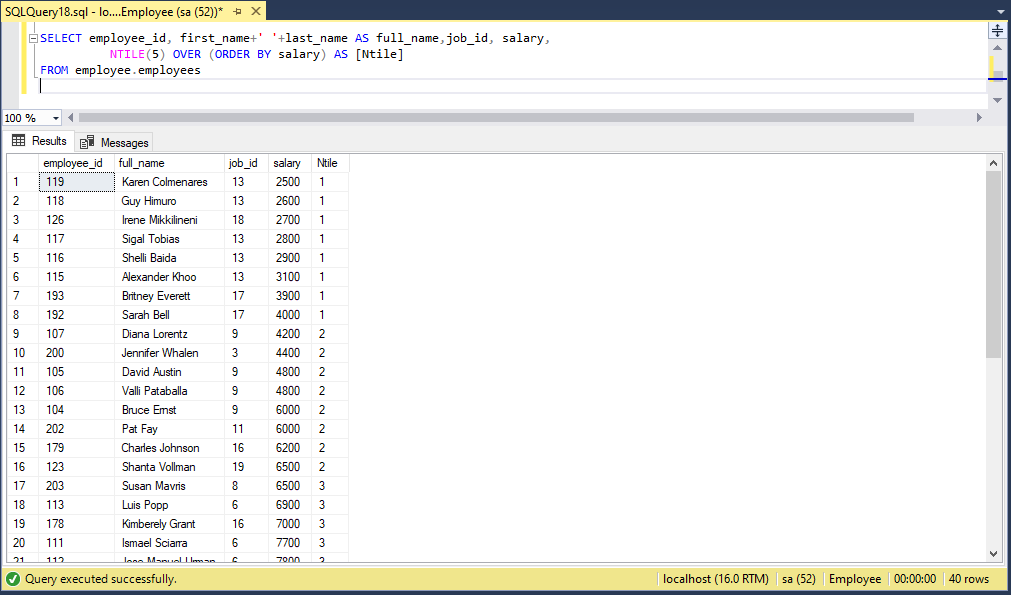 SQLQuery18.sql - lo....Employee (sa (52))*
SELECT employee_id, first_name+' '+last_name AS full_name,job_id, salary,
NTILE(5) OVER (ORDER BY salary) AS [Ntile]
FROM employee.employees
100 %
Results Messages
employee_id full_name job_id salary Ntile
1 119 Karen Colmenares 13 2500 1
2 118 Guy Himuro 13 2600 1
3 126 Irene Mikkilineni 18 2700 1
4 117 Sigal Tobias 13 2800 1
5 116 Shelli Baida 13 2900 1
6 115 Alexander Khoo 13 3100 1
7 193 Britney Everett 17 3900 1
8 192 Sarah Bell 17 4000 1
9 107 Diana Lorentz 9 4200 2
10 200 Jennifer Whalen 3 4400 2
11 105 David Austin 9 4800 2
12 106 Valli Pataballa 9 4800 2
13 104 Bruce Ernst 9 6000 2
14 202 Pat Fay 11 6000 2
15 179 Charles Johnson 16 6200 2
16 123 Shanta Vollman 19 6500 2
17 203 Susan Mavris 8 6500 3
18 113 Luis Popp 6 6900 3
19 178 Kimberely Grant 16 7000 3
20 111 Ismael Sciarra 6 7700 3
21 112 Jose Manuel Urman 6 7800 3
Query executed successfully. localhost (16.0 RTM) sa (52) Employee 00:00:00 40 rows